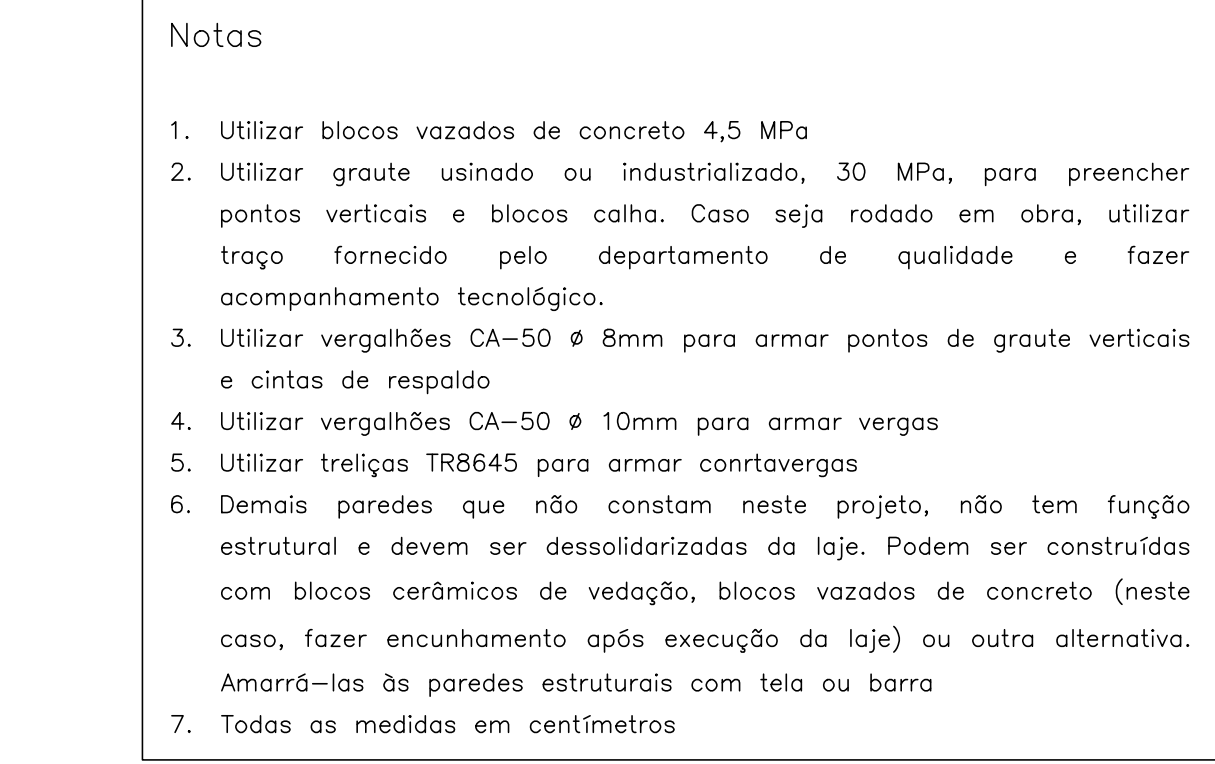 Notas
1. Utilizar blocos vazados de concreto 4,5 MPa
2. Utilizar graute usinado ou industrializado, 30 MPa, para preencher
pontos verticais e blocos calha. Caso seja rodado em obra, utilizar
traço fornecido pelo departamento de qualidade e fazer
acompanhamento tecnológico.
3. Utilizar vergalhões CA-50 ø 8mm para armar pontos de graute verticais
e cintas de respaldo
4. Utilizar vergalhões CA-50 ø 10mm para armar vergas
5. Utilizar treliças TR8645 para armar conrtavergas
6. Demais paredes que não constam neste projeto, não tem função
estrutural e devem ser dessolidarizadas da laje. Podem ser construídas
com blocos cerâmicos de vedação, blocos vazados de concreto (neste
caso, fazer encunhamento após execução da laje) ou outra alternativa.
Amarrá-las às paredes estruturais com tela ou barra
7. Todas as medidas em centímetros